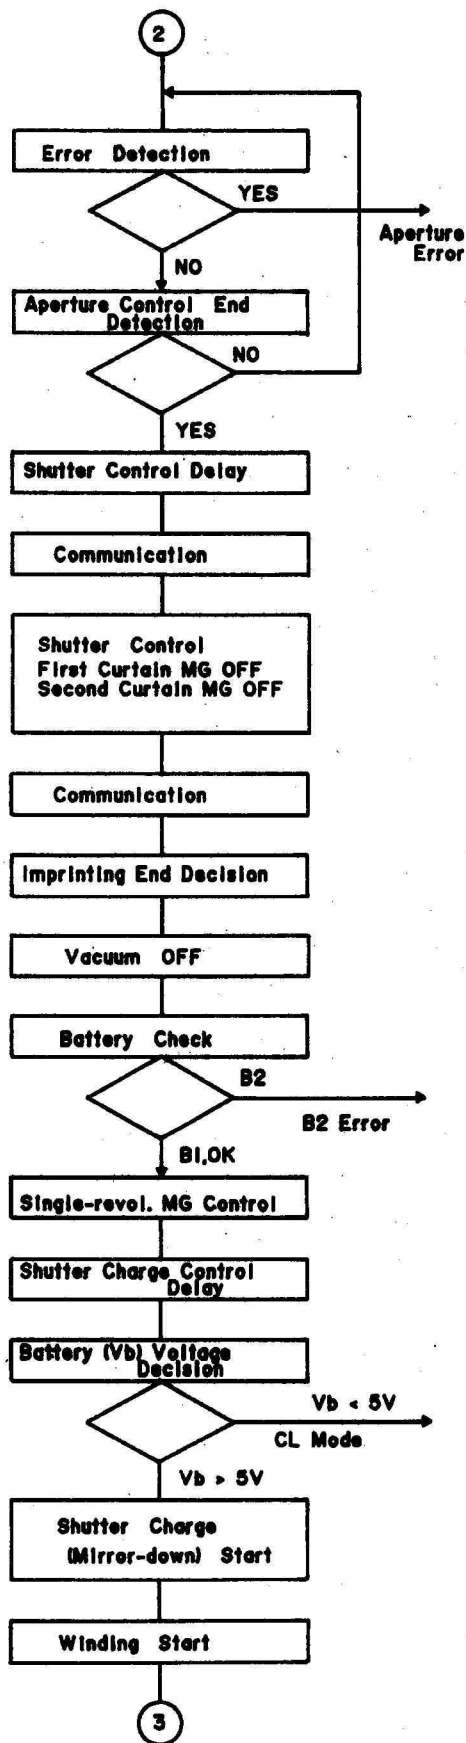 2
Error Detection
YES
Aperture
Error
NO
Aperture Control End
Detection
NO
YES
Shutter Control Delay
Communication
Shutter Control
First Curtain MG OFF
Second Curtain MG OFF
Communication
Imprinting End Decision
Vacuum OFF
Battery Check
B2
B2 Error
B1,OK
Single-revol. MG Control
Shutter Charge Control
Delay
Battery (Vb) Voltage
Decision
Vb < 5V
CL Mode
Vb > 5V
Shutter Charge
(Mirror-down) Start
Winding Start
3